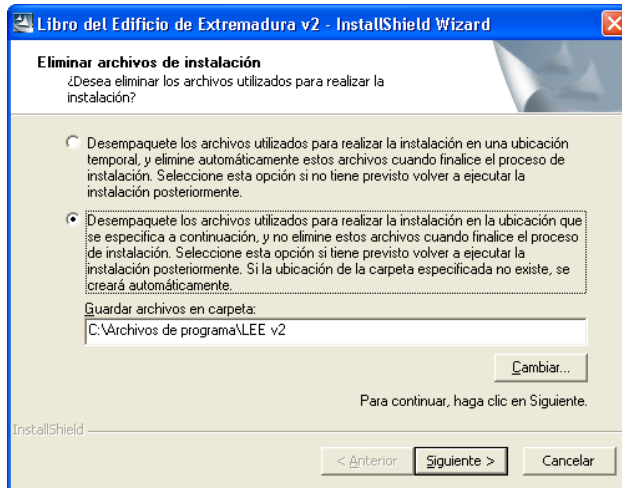 Libro del Edificio de Extremadura v2 - InstallShield Wizard
Eliminar archivos de instalación
¿Desea eliminar los archivos utilizados para realizar la
instalación?
Desempaquete los archivos utilizados para realizar la instalación en una ubicación
temporal, y elimine automáticamente estos archivos cuando finalice el proceso de
instalación. Seleccione esta opción si no tiene previsto volver a ejecutar la
instalación posteriormente.
Desempaquete los archivos utilizados para realizar la instalación en la ubicación que
se especifica a continuación, y no elimine estos archivos cuando finalice el proceso
de instalación. Seleccione esta opción si tiene previsto volver a ejecutar la
instalación posteriormente. Si la ubicación de la carpeta especificada no existe, se
creará automáticamente.
Guardar archivos en carpeta:
C:\Archivos de programa\LEE v2
Cambiar...
Para continuar, haga clic en Siguiente.
InstallShield
< Anterior Siguiente > Cancelar